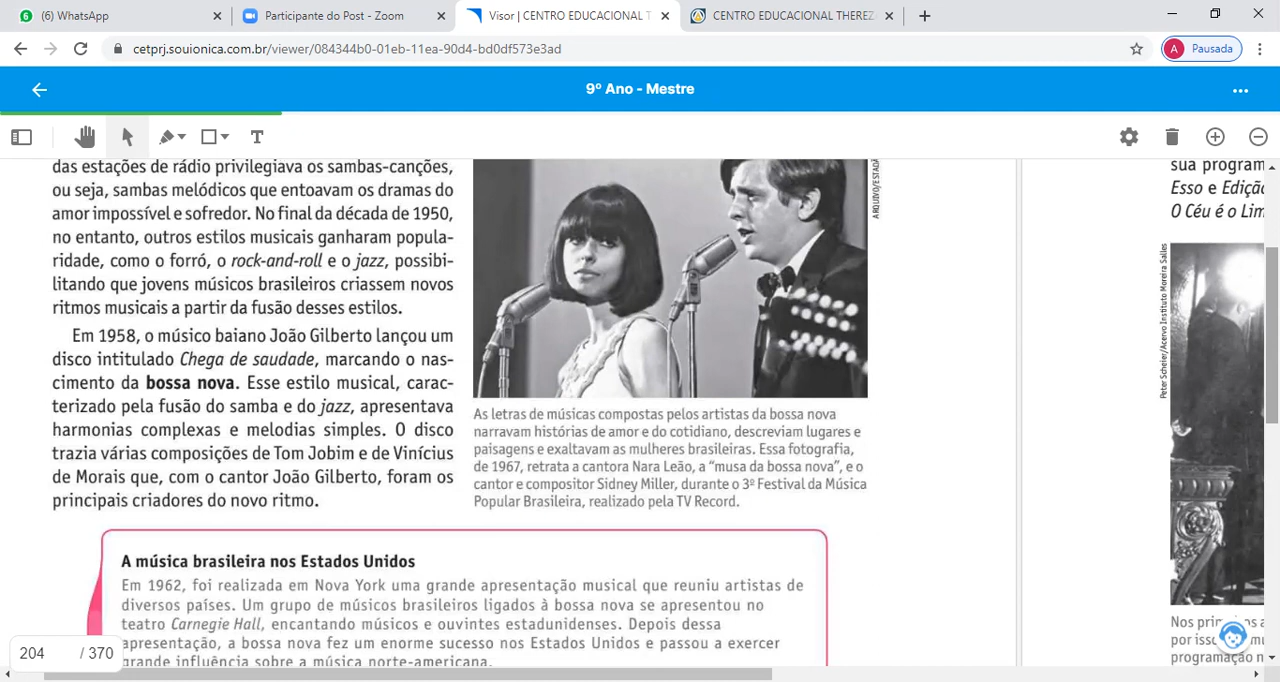 (6) WhatsApp
Participante do Post - Zoom
Visor | CENTRO EDUCACIONAL T
CENTRO EDUCACIONAL THEREZ
cetprj.souionica.com.br/viewer/084344b0-01eb-11ea-90d4-bd0df573e3ad
A Pausada
9º Ano - Mestre
T
das estações de rádio privilegiava os sambas-canções,
ou seja, sambas melódicos que entoavam os dramas do
amor impossível e sofredor. No final da década de 1950,
no entanto, outros estilos musicais ganharam popula-
ridade, como o forró, o rock-and-roll e o jazz, possibi-
litando que jovens músicos brasileiros criassem novos
ritmos musicais a partir da fusão desses estilos.
Em 1958, o músico baiano João Gilberto lançou um
disco intitulado Chega de saudade, marcando o nas-
cimento da bossa nova. Esse estilo musical, carac-
terizado pela fusão do samba e do jazz, apresentava
harmonias complexas e melodias simples. O disco
trazia várias composições de Tom Jobim e de Vinícius
de Morais que, com o cantor João Gilberto, foram os
principais criadores do novo ritmo.
ARQUIVO/ESTADÃ
As letras de músicas compostas pelos artistas da bossa nova
narravam histórias de amor e do cotidiano, descreviam lugares e
paisagens e exaltavam as mulheres brasileiras. Essa fotografia,
de 1967, retrata a cantora Nara Leão, a “musa da bossa nova”, e o
cantor e compositor Sidney Miller, durante o 3º Festival da Música
Popular Brasileira, realizado pela TV Record.
A música brasileira nos Estados Unidos
Em 1962, foi realizada em Nova York uma grande apresentação musical que reuniu artistas de
diversos países. Um grupo de músicos brasileiros ligados à bossa nova se apresentou no
teatro Carnegie Hall, encantando músicos e ouvintes estadunidenses. Depois dessa
apresentação, a bossa nova fez um enorme sucesso nos Estados Unidos e passou a exercer
grande influência sobre a música norte-americana.
204 / 370
sua program
Esso e Ediçã
O Céu é o Lim
Peter Scheier/Acervo Instituto Moreira Salles
Nos
por iss
programação n